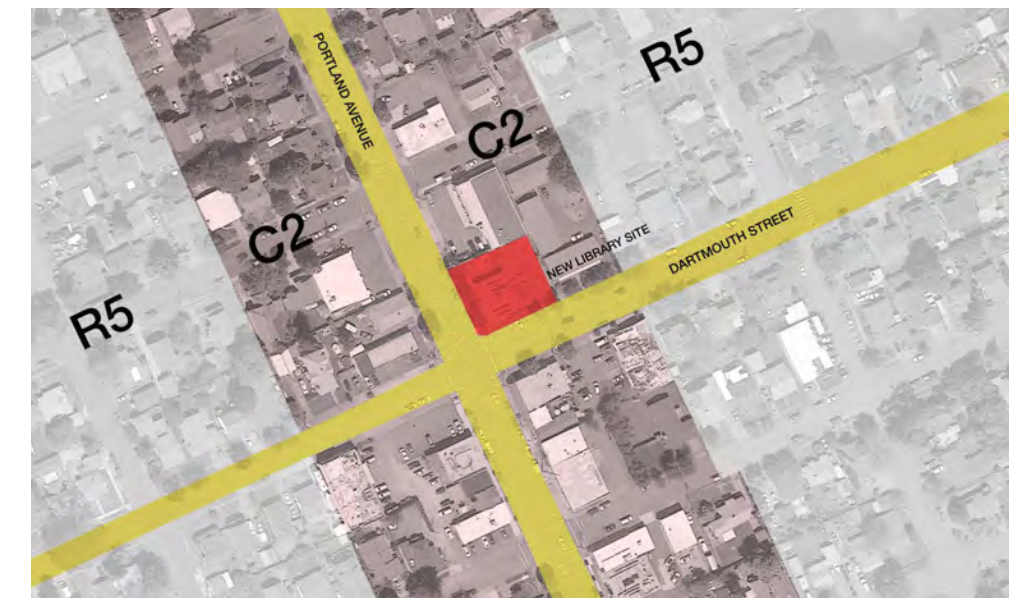 R5
PORTLAND AVENUE
C2
C2
NEW LIBRARY SITE
DARTMOUTH STREET
R5